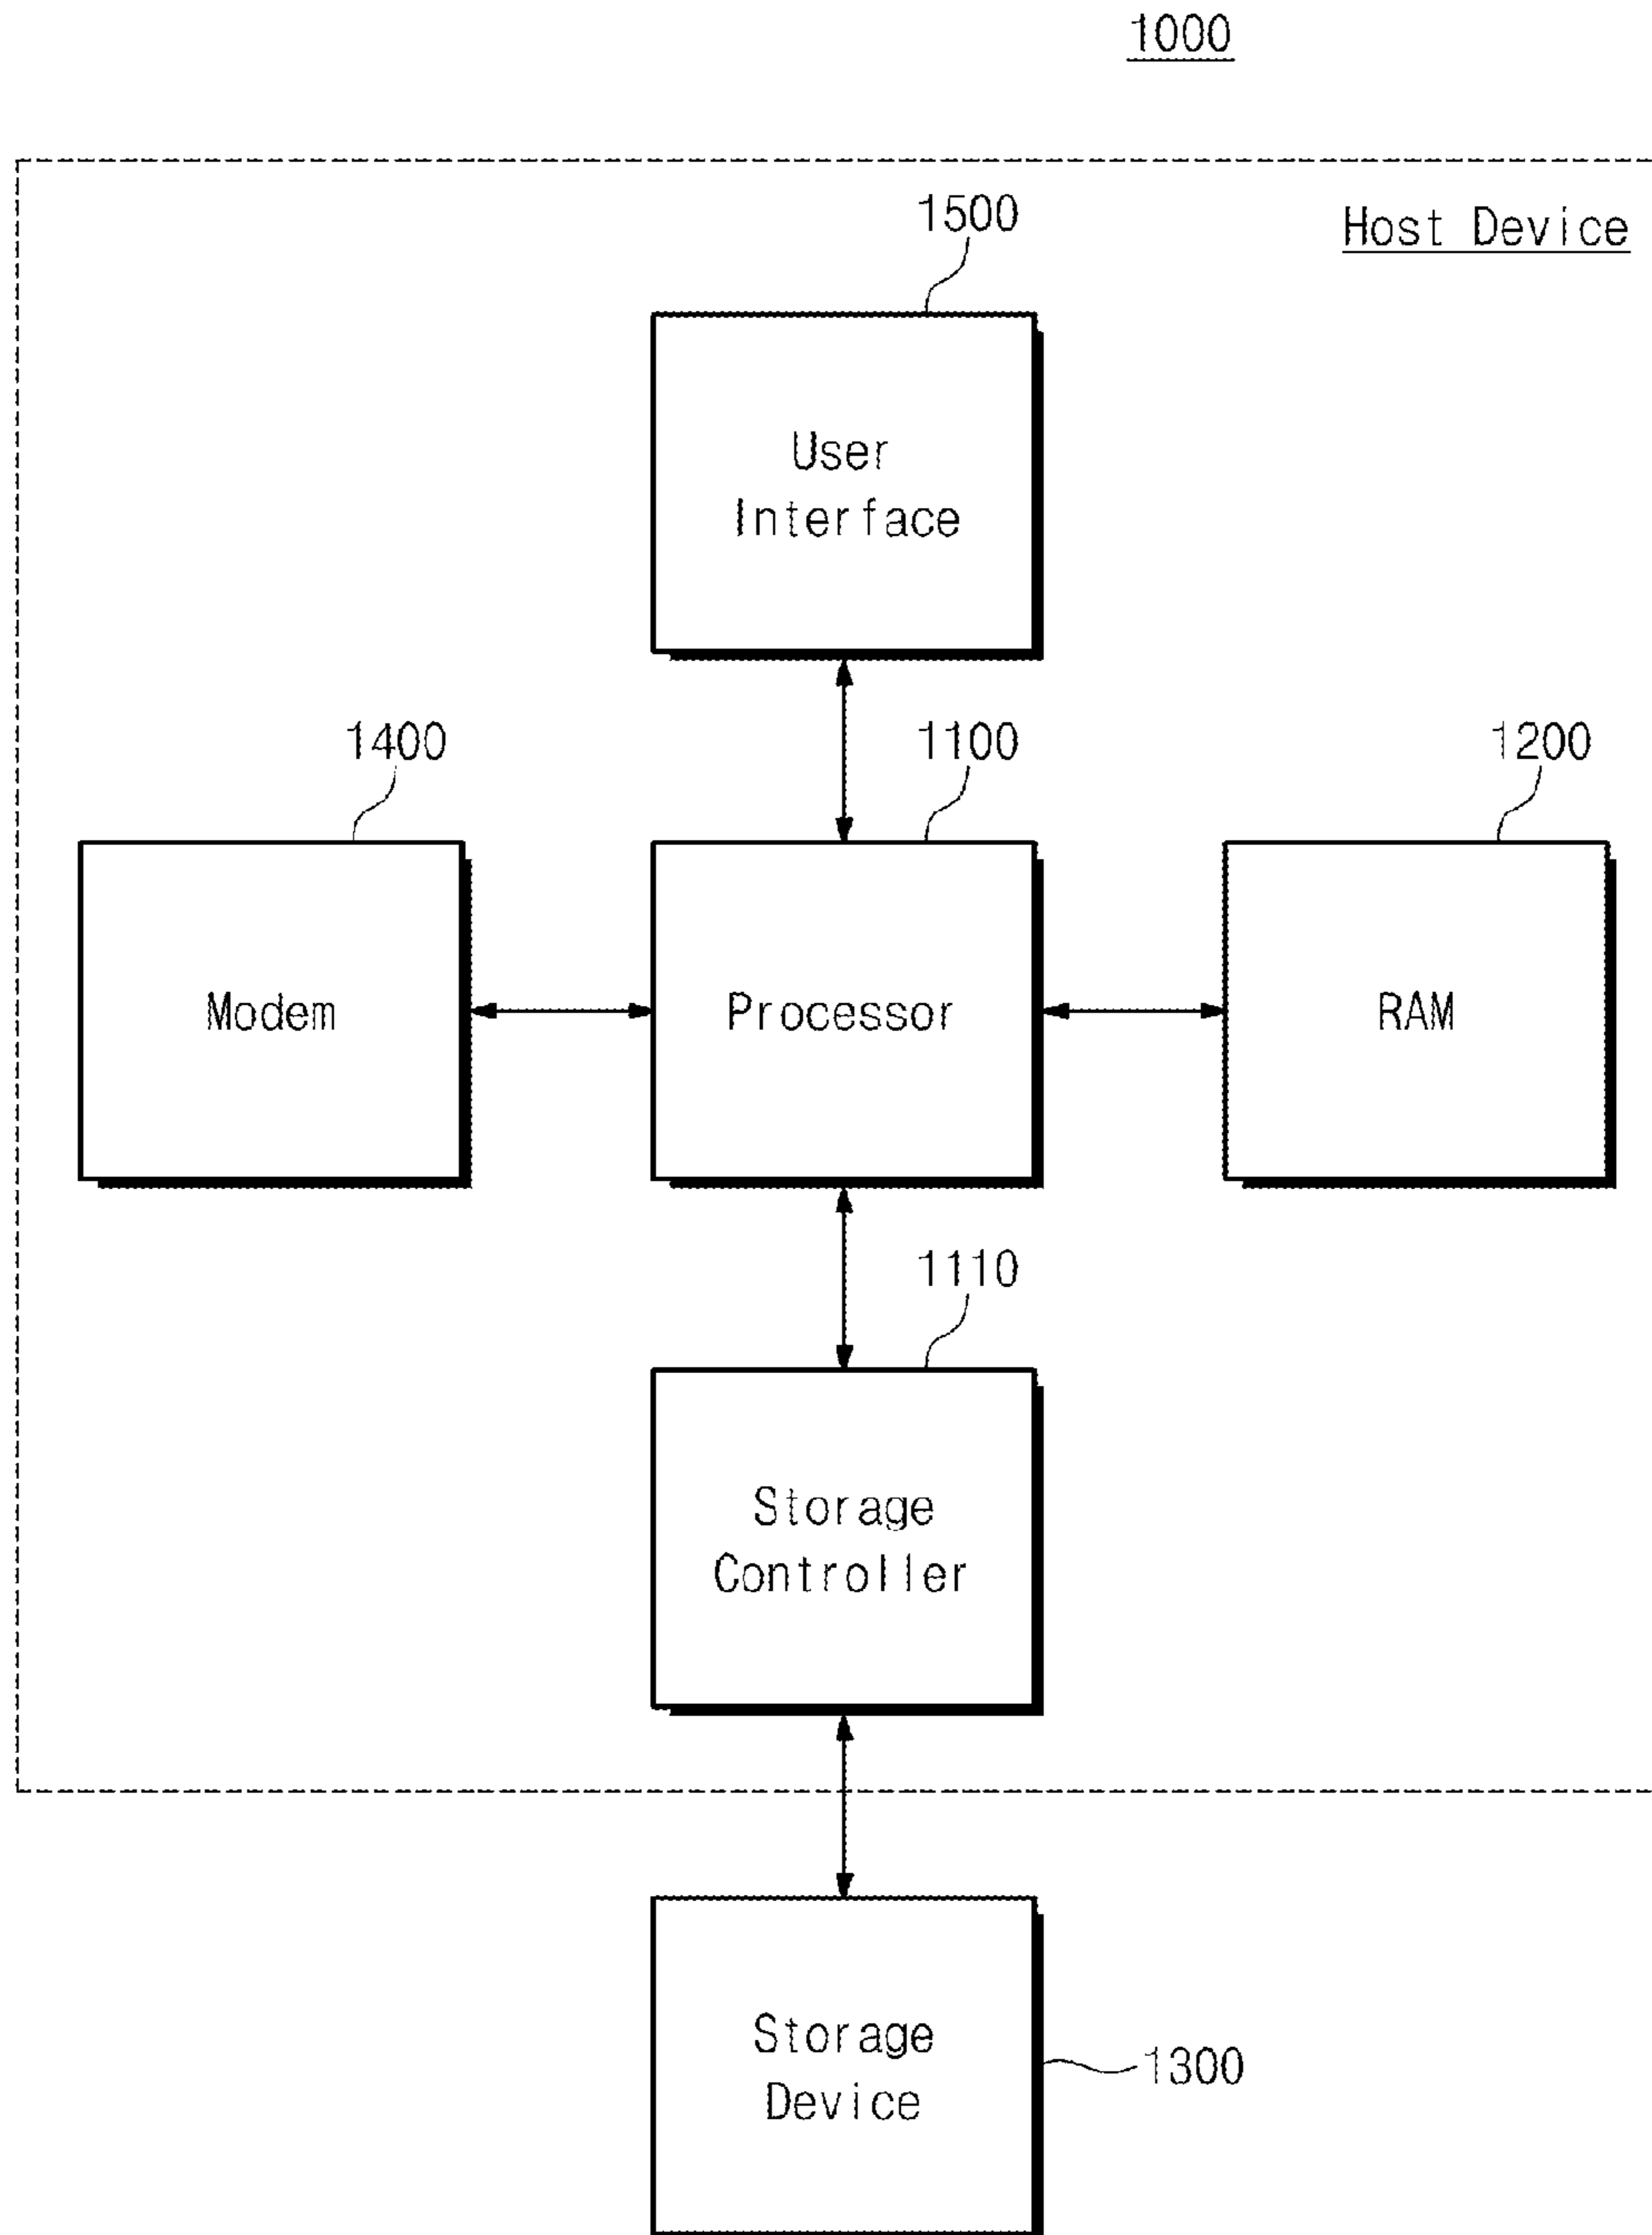 1000
Host Device
1500
User
Interface
1400
1100
1200
Modem
Processor
RAM
1110
Storage
Controller
Storage
Device
1300